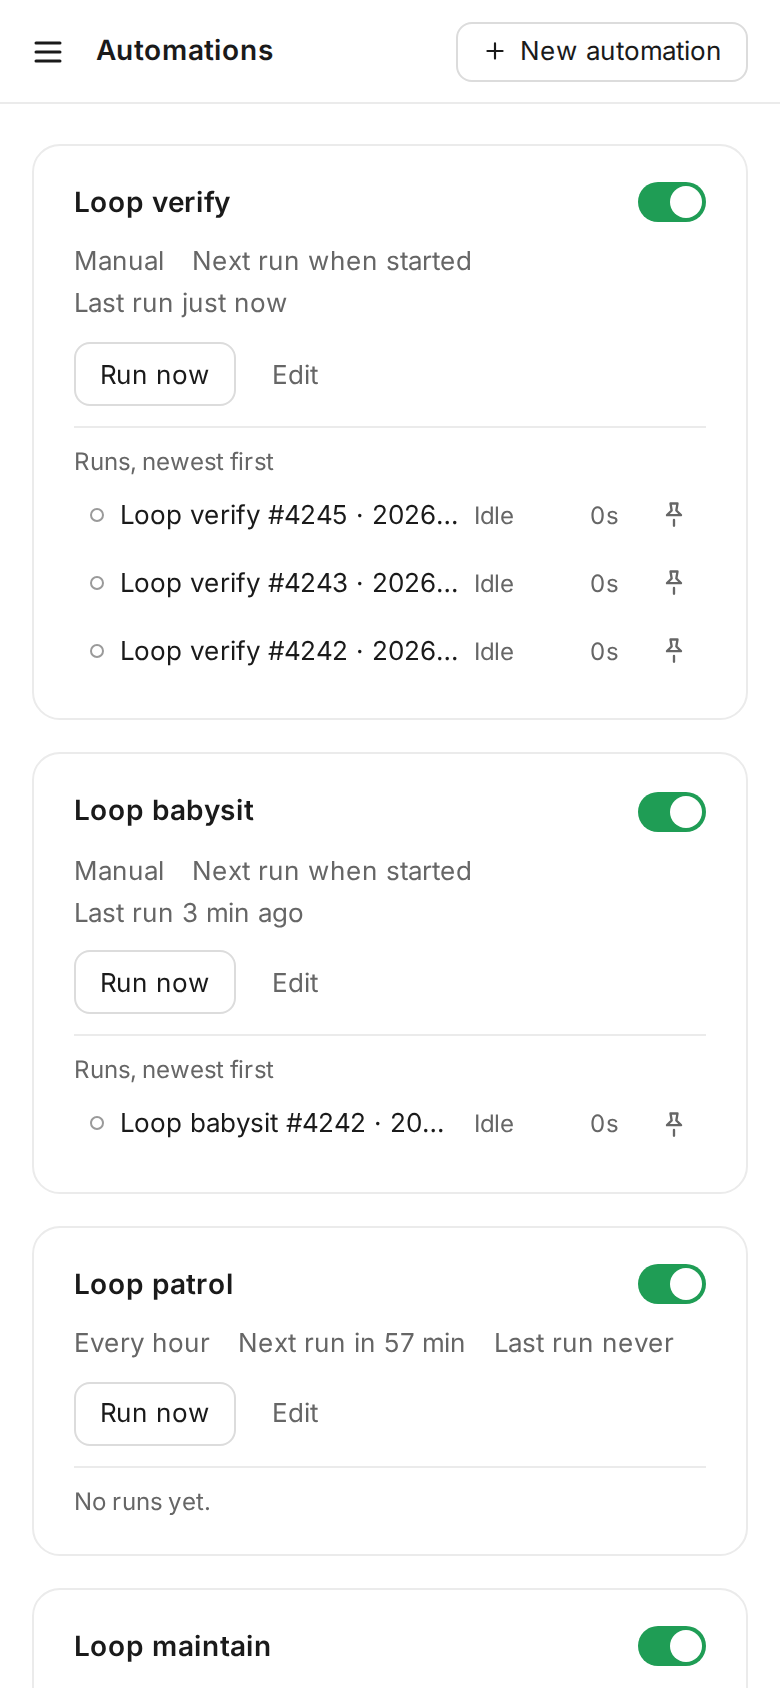 Automations
+ New automation
Loop verify
Manual Next run when started
Last run just now
Run now Edit
Runs, newest first
Loop verify #4245 · 2026... Idle 0s
Loop verify #4243 · 2026... Idle 0s
Loop verify #4242 · 2026... Idle 0s
Loop babysit
Manual Next run when started
Last run 3 min ago
Run now Edit
Runs, newest first
Loop babysit #4242 · 20... Idle 0s
Loop patrol
Every hour Next run in 57 min Last run never
Run now Edit
No runs yet.
Loop maintain